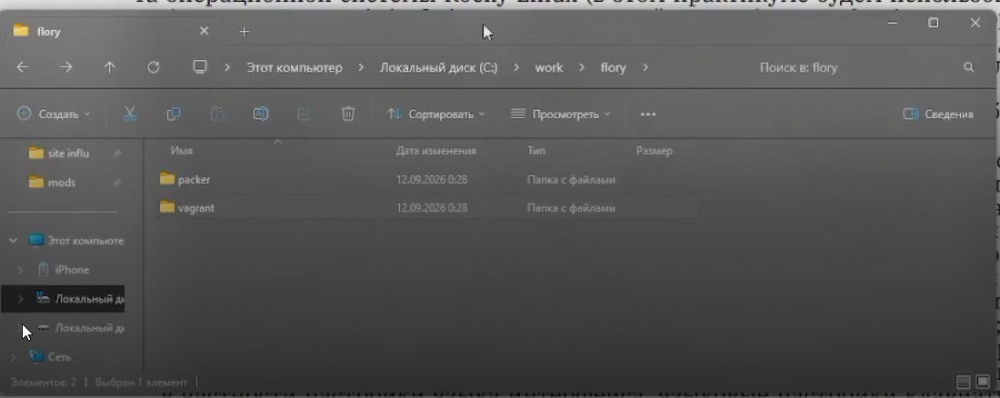 flory
Этот компьютер > Локальный диск (C:) > work > flory >
Поиск в: flory
Создать
Сортировать
Просмотреть
Сведения
site influ
mods
Этот компьюте
iPhone
Локальный ди
Локальный ди
Сеть
Имя Дата изменения Тип Размер
packer 12.09.2026 0:28 Папка с файлами
vagrant 12.09.2026 0:28 Папка с файлами
Элементов: 2 | Выбран 1 элемент |